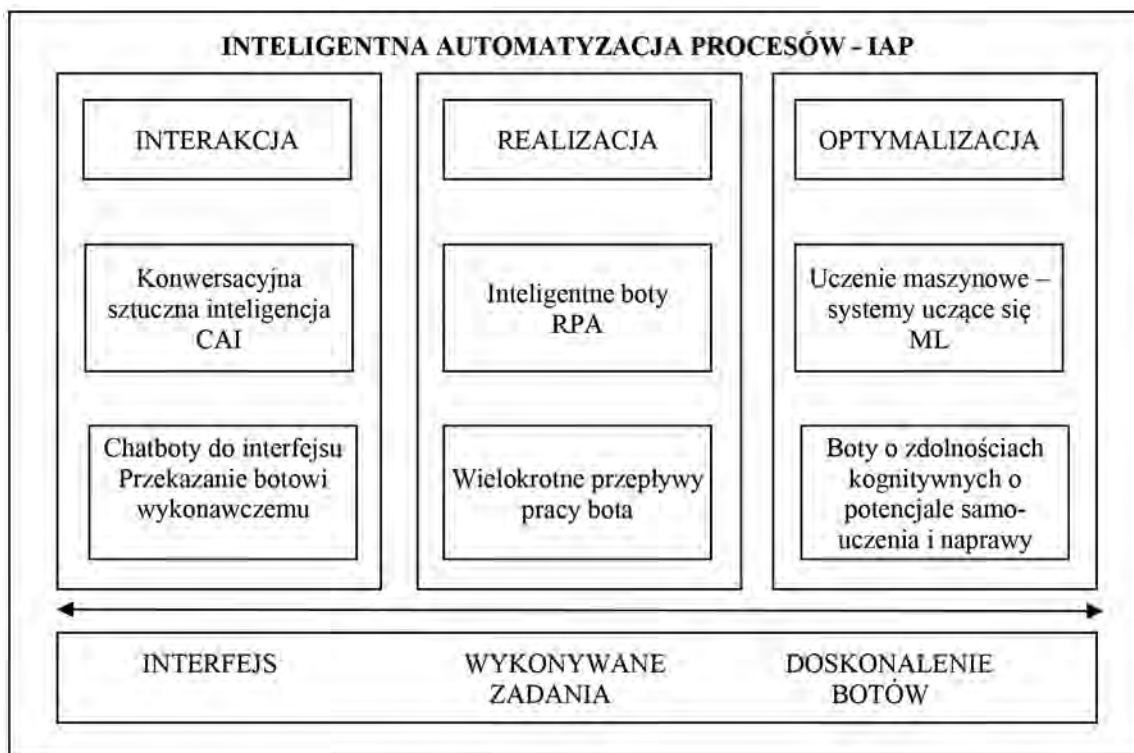 INTELIGENTNA AUTOMATYZACJA PROCESÓW - IAP
INTERAKCJA
Konwersacyjna
sztuczna inteligencja
CAI
Chatboty do interfejsu
Przekazanie botowi
wykonawczemu
REALIZACJA
Inteligentne boty
RPA
Wielokrotne przepływy
pracy bota
OPTYMALIZACJA
Uczenie maszynowe –
systemy uczące się
ML
Boty o zdolnościach
kognitywnych o
potencjale samo-
uczenia i naprawy
INTERFEJS
WYKONYWANE
ZADANIA
DOSKONALENIE
BOTÓW